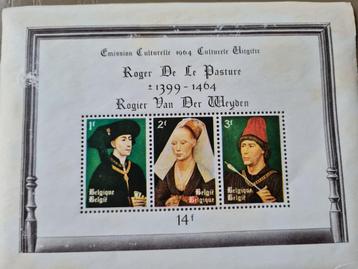 Emission Culturelle 1964 Culturele Uitgifte
Roger De Le Pasture
± 1399 - 1464
Rogier Van Der Weyden
1f 2f 3f
Belgique België Belgique België Belgique België
14f